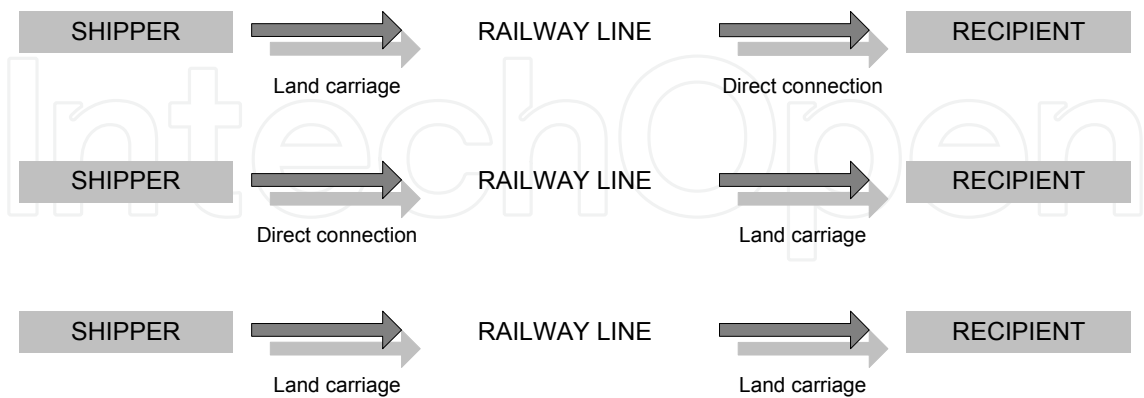 SHIPPER RAILWAY LINE RECIPIENT
Land carriage Direct connection
IntechOpen
SHIPPER RAILWAY LINE RECIPIENT
Direct connection Land carriage
SHIPPER RAILWAY LINE RECIPIENT
Land carriage Land carriage